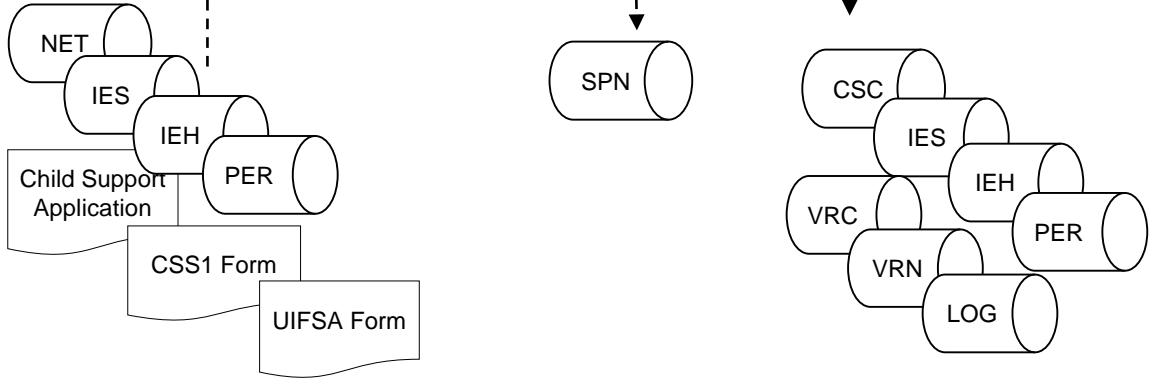 NET
IES
IEH
PER
Child Support
Application
CSS1 Form
UIFSA Form
SPN
CSC
IES
IEH
PER
VRC
VRN
LOG